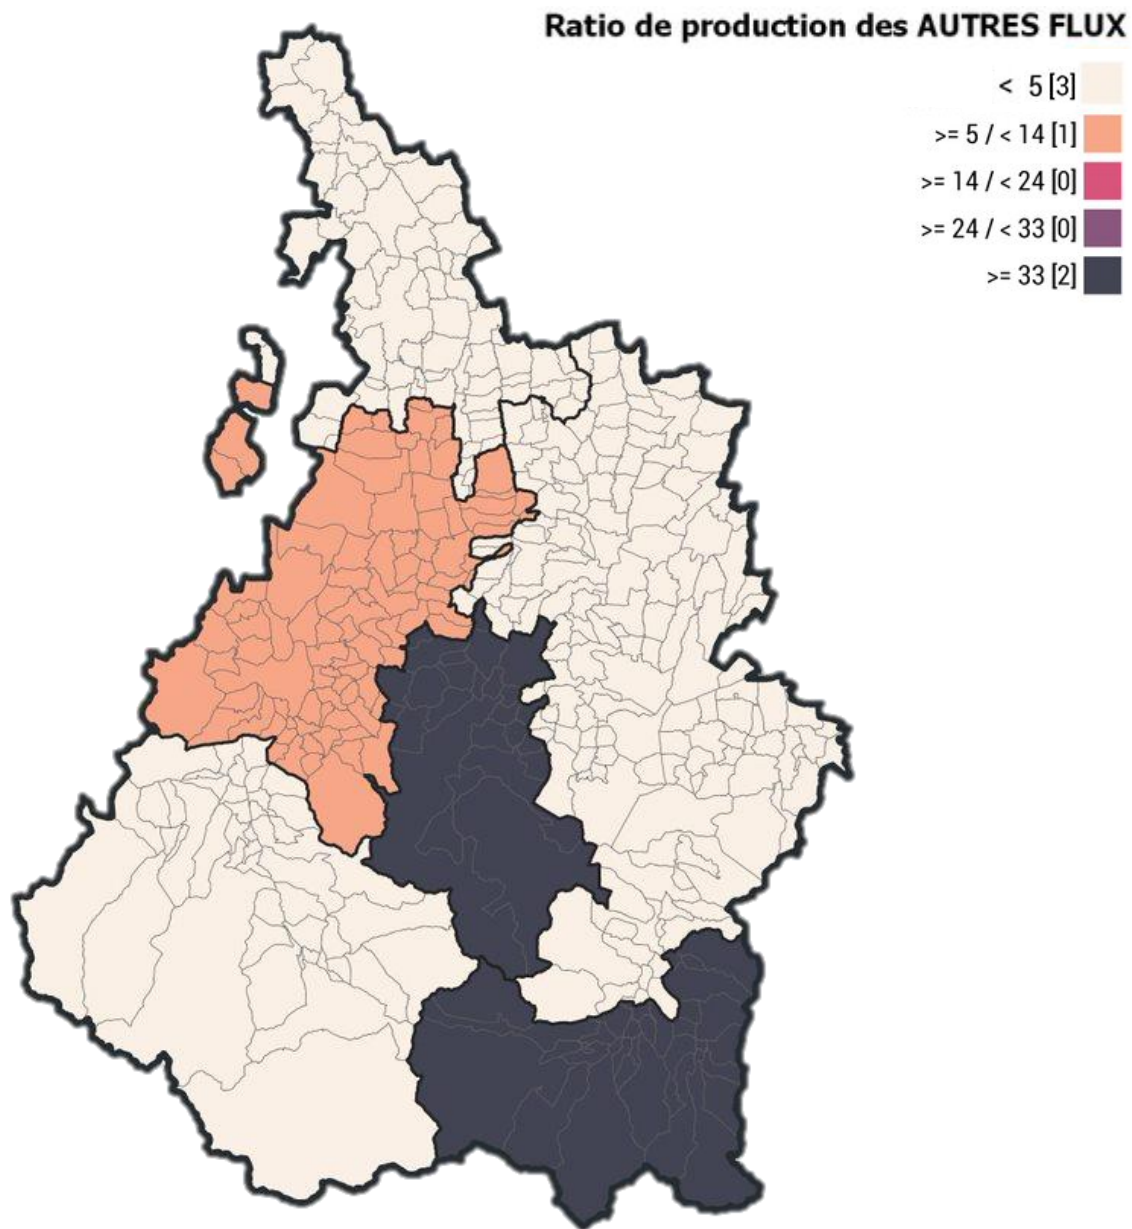 Ratio de production des AUTRES FLUX
< 5 [3]
>= 5 / < 14 [1]
>= 14 / < 24 [0]
>= 24 / < 33 [0]
>= 33 [2]